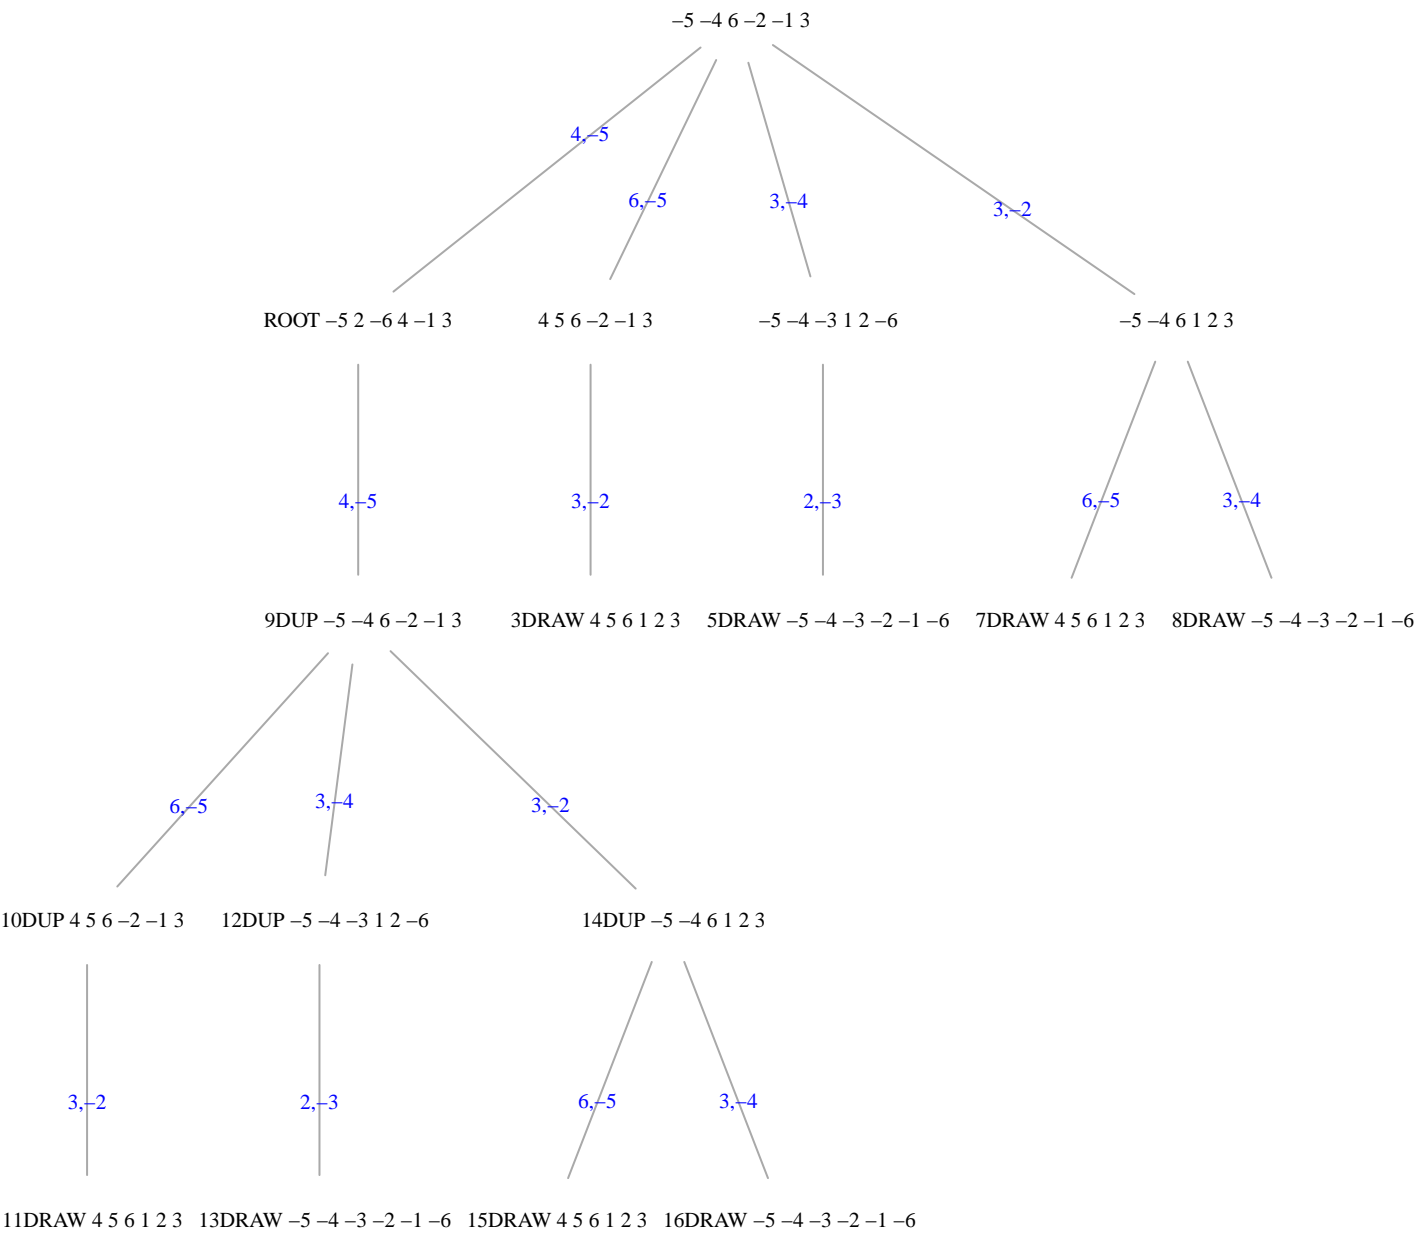 –5 –4 6 –2 –1 3
4,–5
6,–5 3,–4
3,–2
ROOT –5 2 –6 4 –1 3 4 5 6 –2 –1 3 –5 –4 –3 1 2 –6 –5 –4 6 1 2 3
4,–5 3,–2 2,–3 6,–5 3,–4
9DUP –5 –4 6 –2 –1 3 3DRAW 4 5 6 1 2 3 5DRAW –5 –4 –3 –2 –1 –6 7DRAW 4 5 6 1 2 3 8DRAW –5 –4 –3 –2 –1 –6
6,–5 3,–4 3,–2
10DUP 4 5 6 –2 –1 3 12DUP –5 –4 –3 1 2 –6 14DUP –5 –4 6 1 2 3
3,–2 2,–3 6,–5 3,–4
11DRAW 4 5 6 1 2 3 13DRAW –5 –4 –3 –2 –1 –6 15DRAW 4 5 6 1 2 3 16DRAW –5 –4 –3 –2 –1 –6